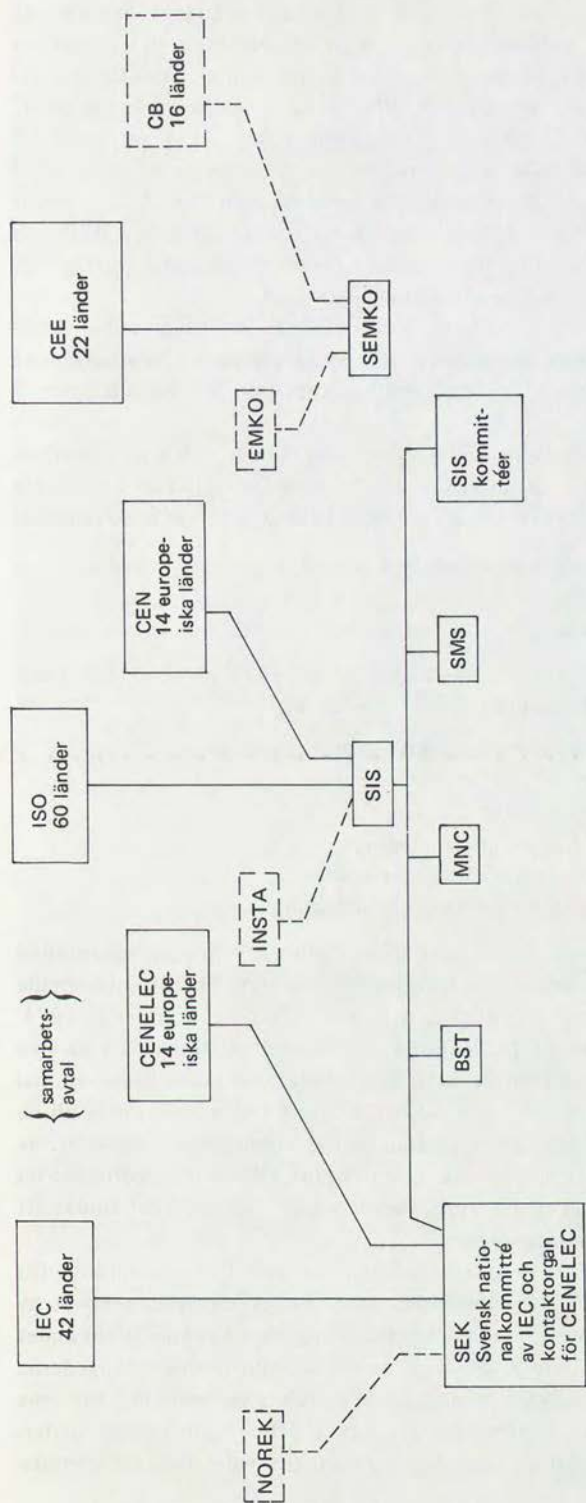 IEC
42 länder
samarbets-
avtal
ISO
60 länder
CEE
22 länder
CENELEC
14 europe-
iska länder
CEN
14 europe-
iska länder
CB
16 länder
NOREK
INSTA
EMKO
SEK
Svensk natio-
nalkommitté
av IEC och
kontaktorgan
för CENELEC
SIS
SEMKO
BST
MNC
SMS
SIS
kommit-
téer